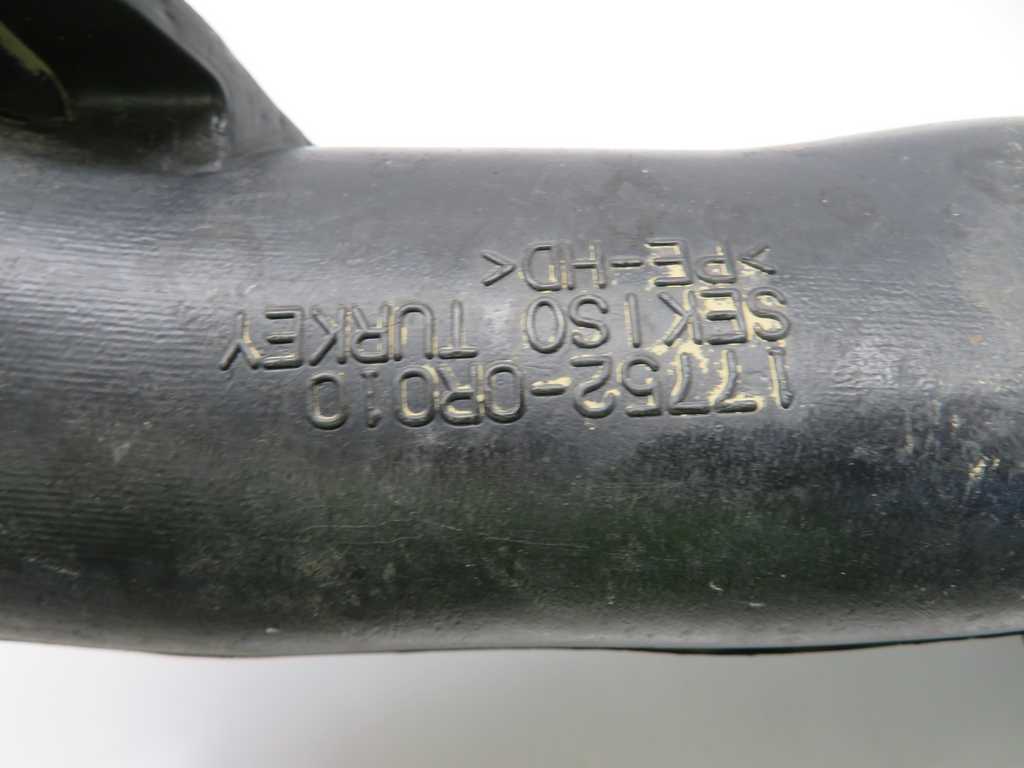 17752-0R010
SEKISO TURKEY
>PE-HD<